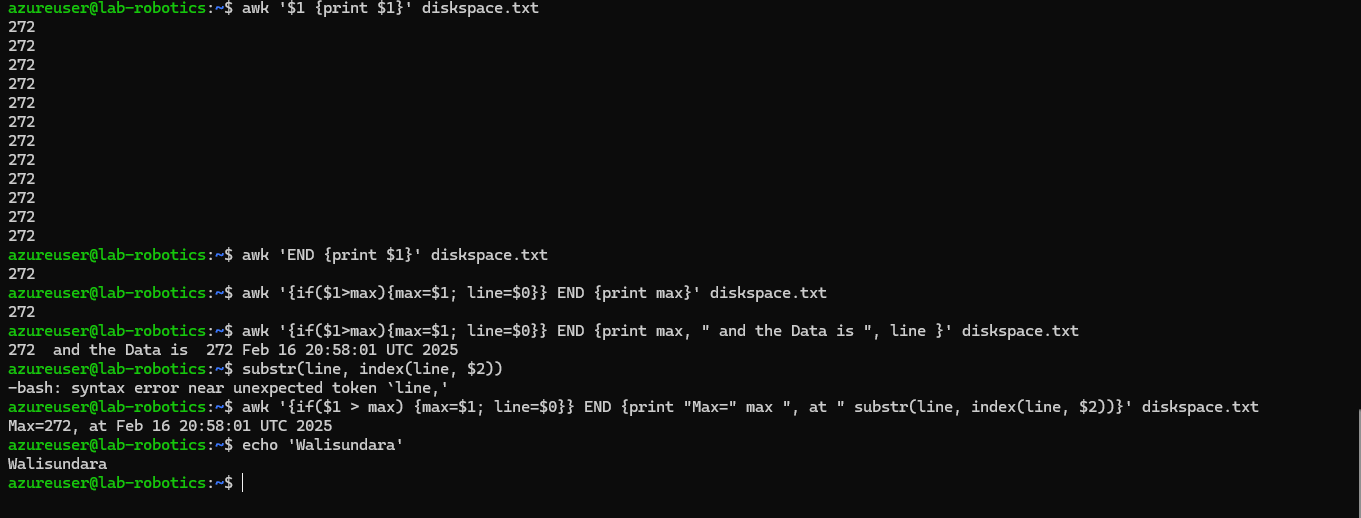 azureuser@lab-robotics:~$ awk '$1 {print $1}' diskspace.txt
272
272
272
272
272
272
272
272
272
272
272
272
azureuser@lab-robotics:~$ awk 'END {print $1}' diskspace.txt
272
azureuser@lab-robotics:~$ awk '{if($1>max){max=$1; line=$0}} END {print max}' diskspace.txt
272
azureuser@lab-robotics:~$ awk '{if($1>max){max=$1; line=$0}} END {print max, " and the Data is ", line }' diskspace.txt
272  and the Data is  272 Feb 16 20:58:01 UTC 2025
azureuser@lab-robotics:~$ substr(line, index(line, $2))
-bash: syntax error near unexpected token `line,'
azureuser@lab-robotics:~$ awk '{if($1 > max) {max=$1; line=$0}} END {print "Max=" max ", at " substr(line, index(line, $2))}' diskspace.txt
Max=272, at Feb 16 20:58:01 UTC 2025
azureuser@lab-robotics:~$ echo 'Walisundara'
Walisundara
azureuser@lab-robotics:~$